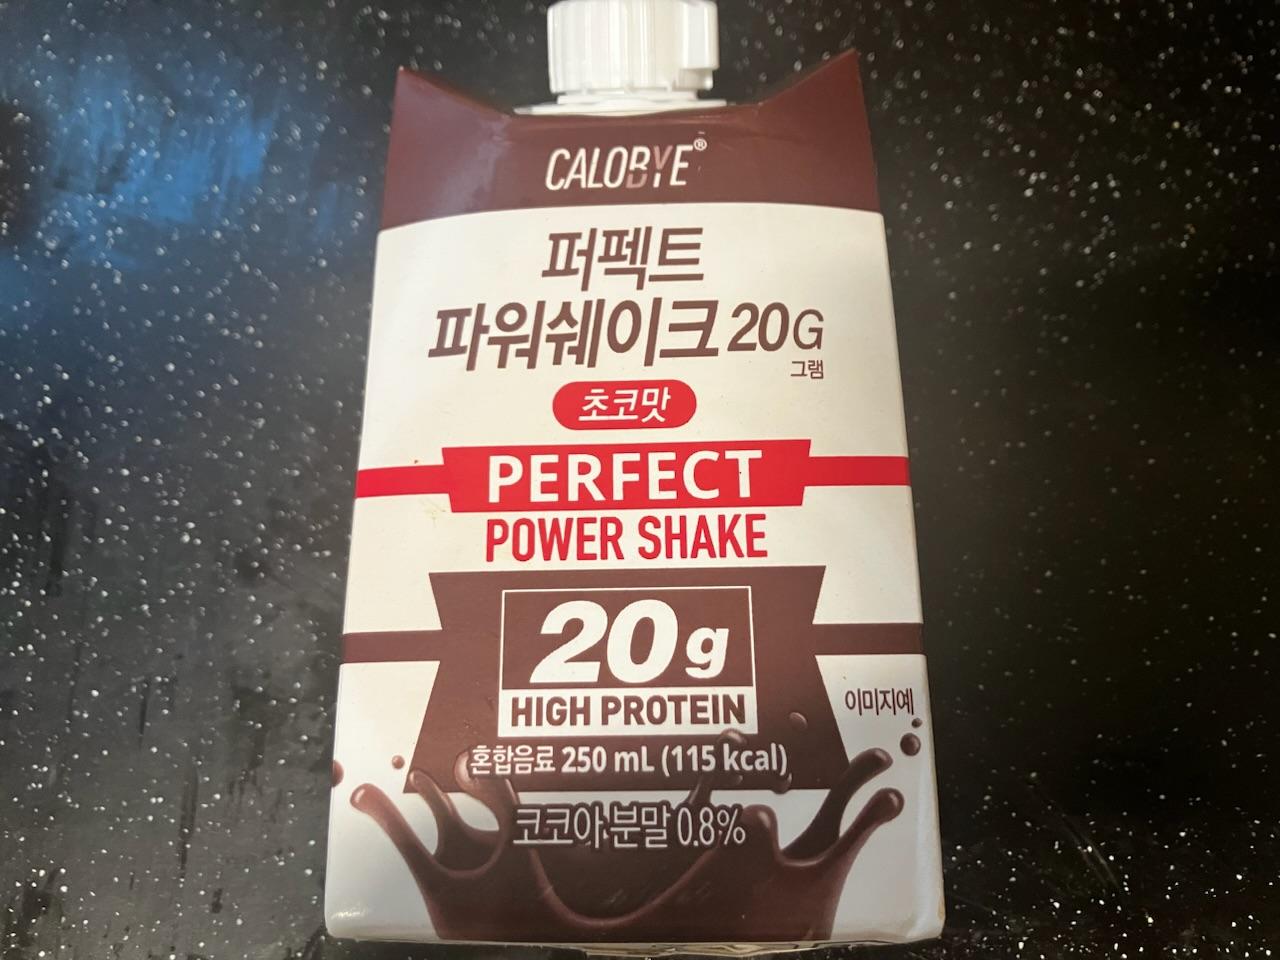 CALOBYE®
퍼펙트
파워쉐이크 20G
그램
초코맛
PERFECT
POWER SHAKE
20g
HIGH PROTEIN
이미지예
혼합음료 250 mL (115 kcal)
코코아분말 0.8%